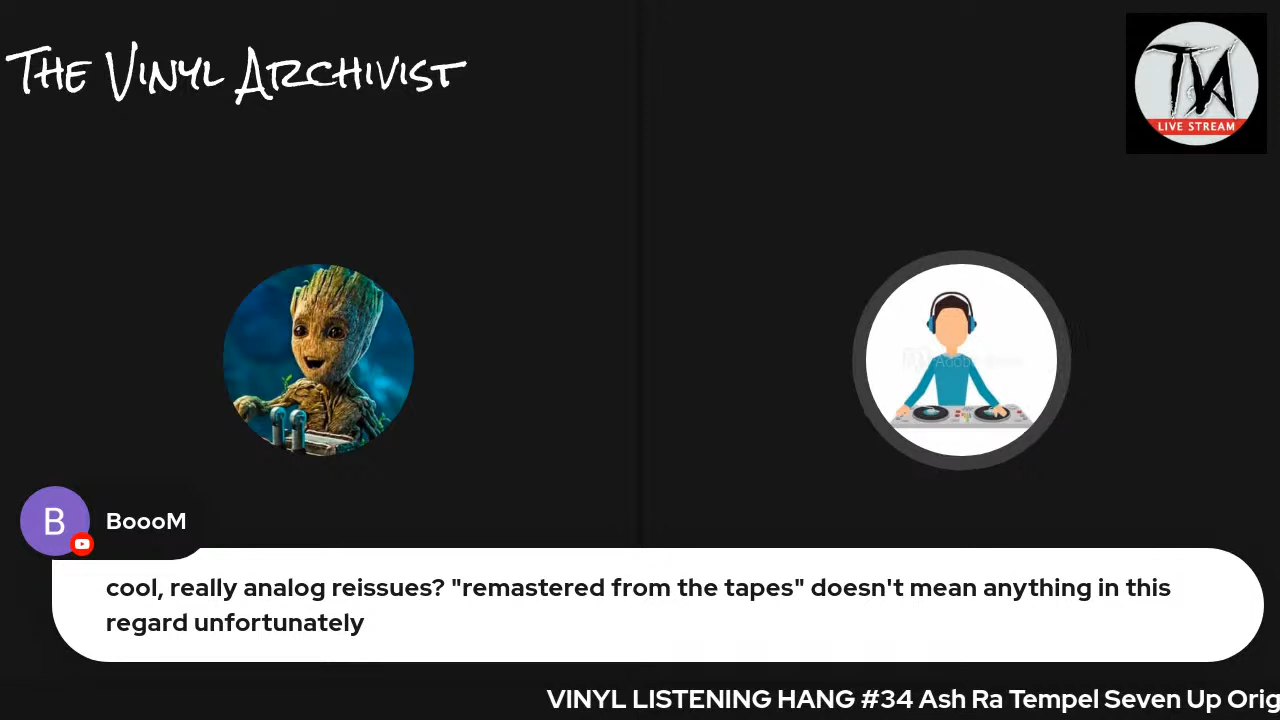 The Vinyl Archivist
TVA
LIVE STREAM
B
BoooM
cool, really analog reissues? "remastered from the tapes" doesn't mean anything in this
regard unfortunately
VINYL LISTENING HANG #34 Ash Ra Tempel Seven Up Orig